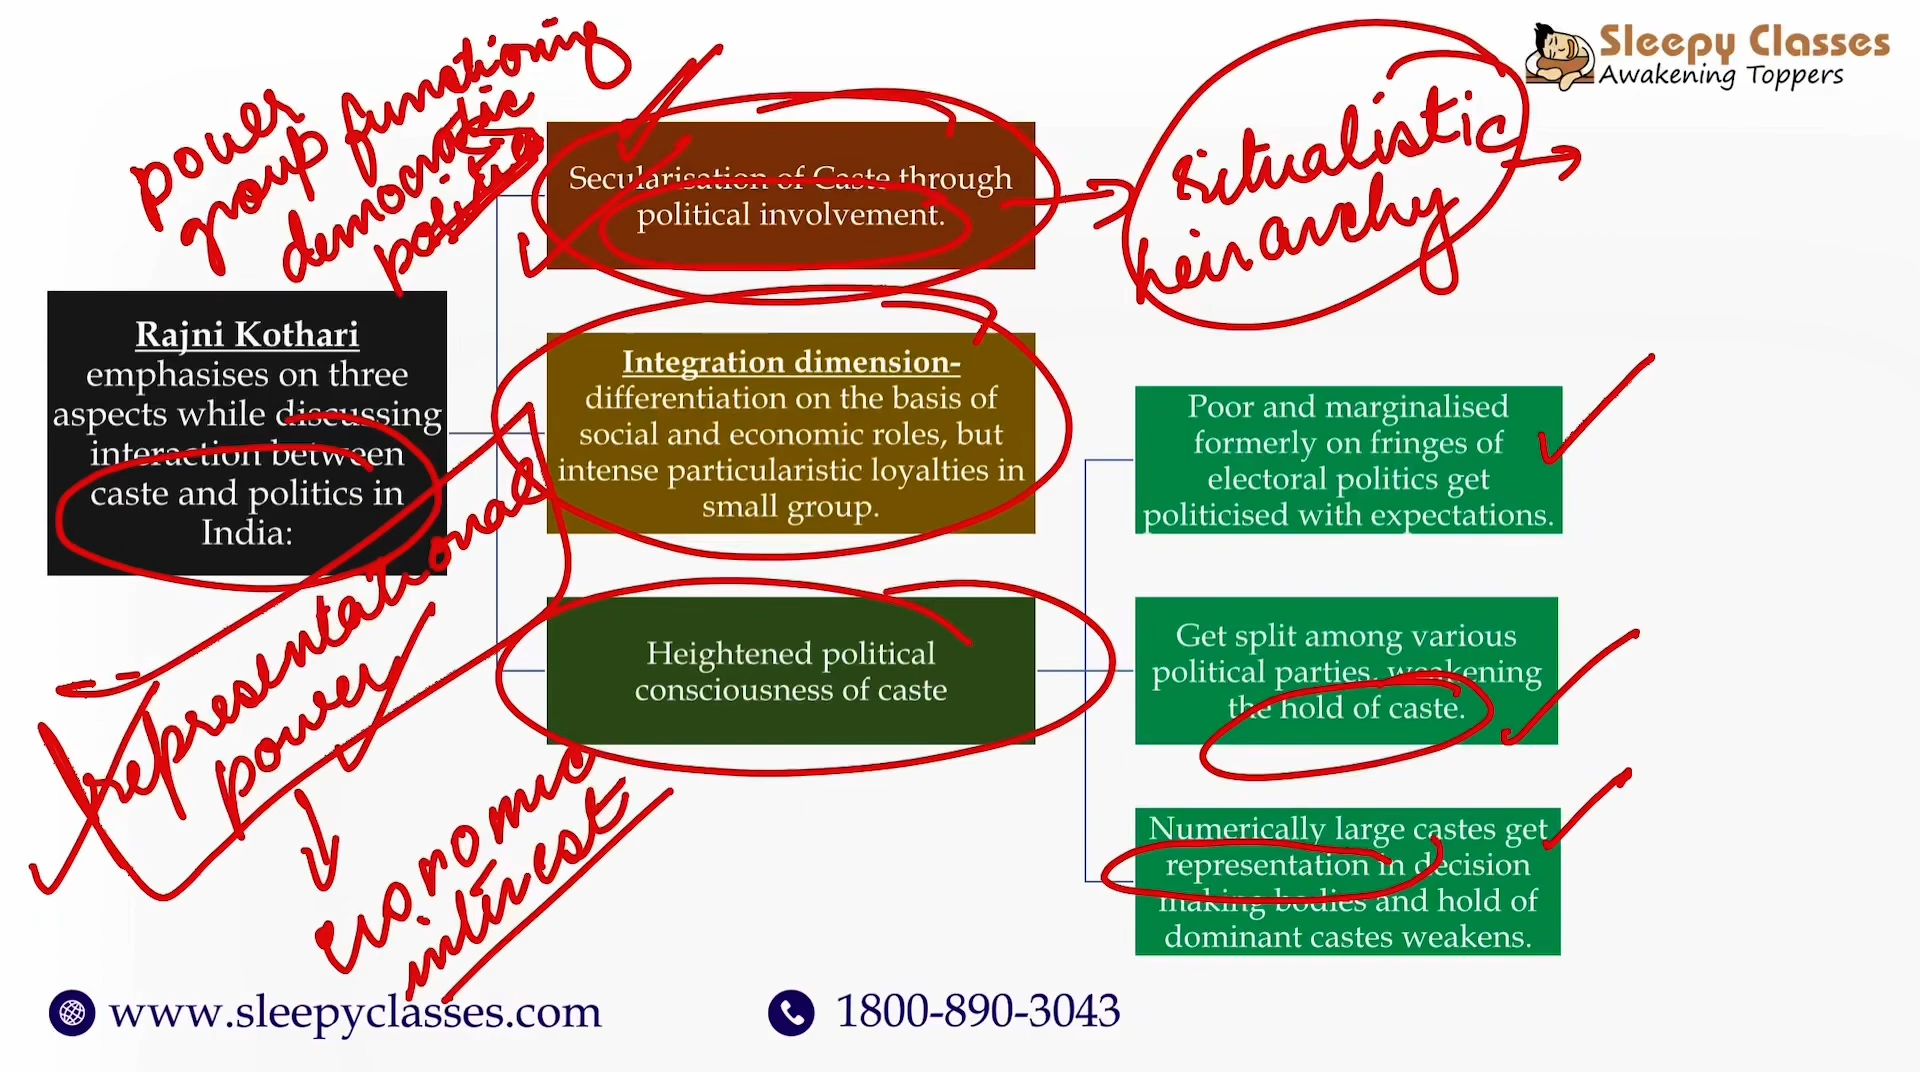 Sleepy Classes
Awakening Toppers
power
group functioning
democratic
politics
Secularisation of Caste through
political involvement.
ritualistic
heirarchy
Rajni Kothari
emphasises on three
aspects while discussing
interaction between
caste and politics in
India:
Integration dimension-
differentiation on the basis of
social and economic roles, but
intense particularistic loyalties in
small group.
Heightened political
consciousness of caste
Poor and marginalised
formerly on fringes of
electoral politics get
politicised with expectations.
Get split among various
political parties, weakening
the hold of caste.
Numerically large castes get
representation in decision
making bodies and hold of
dominant castes weakens.
representational
power
economic
interest
www.sleepyclasses.com
1800-890-3043